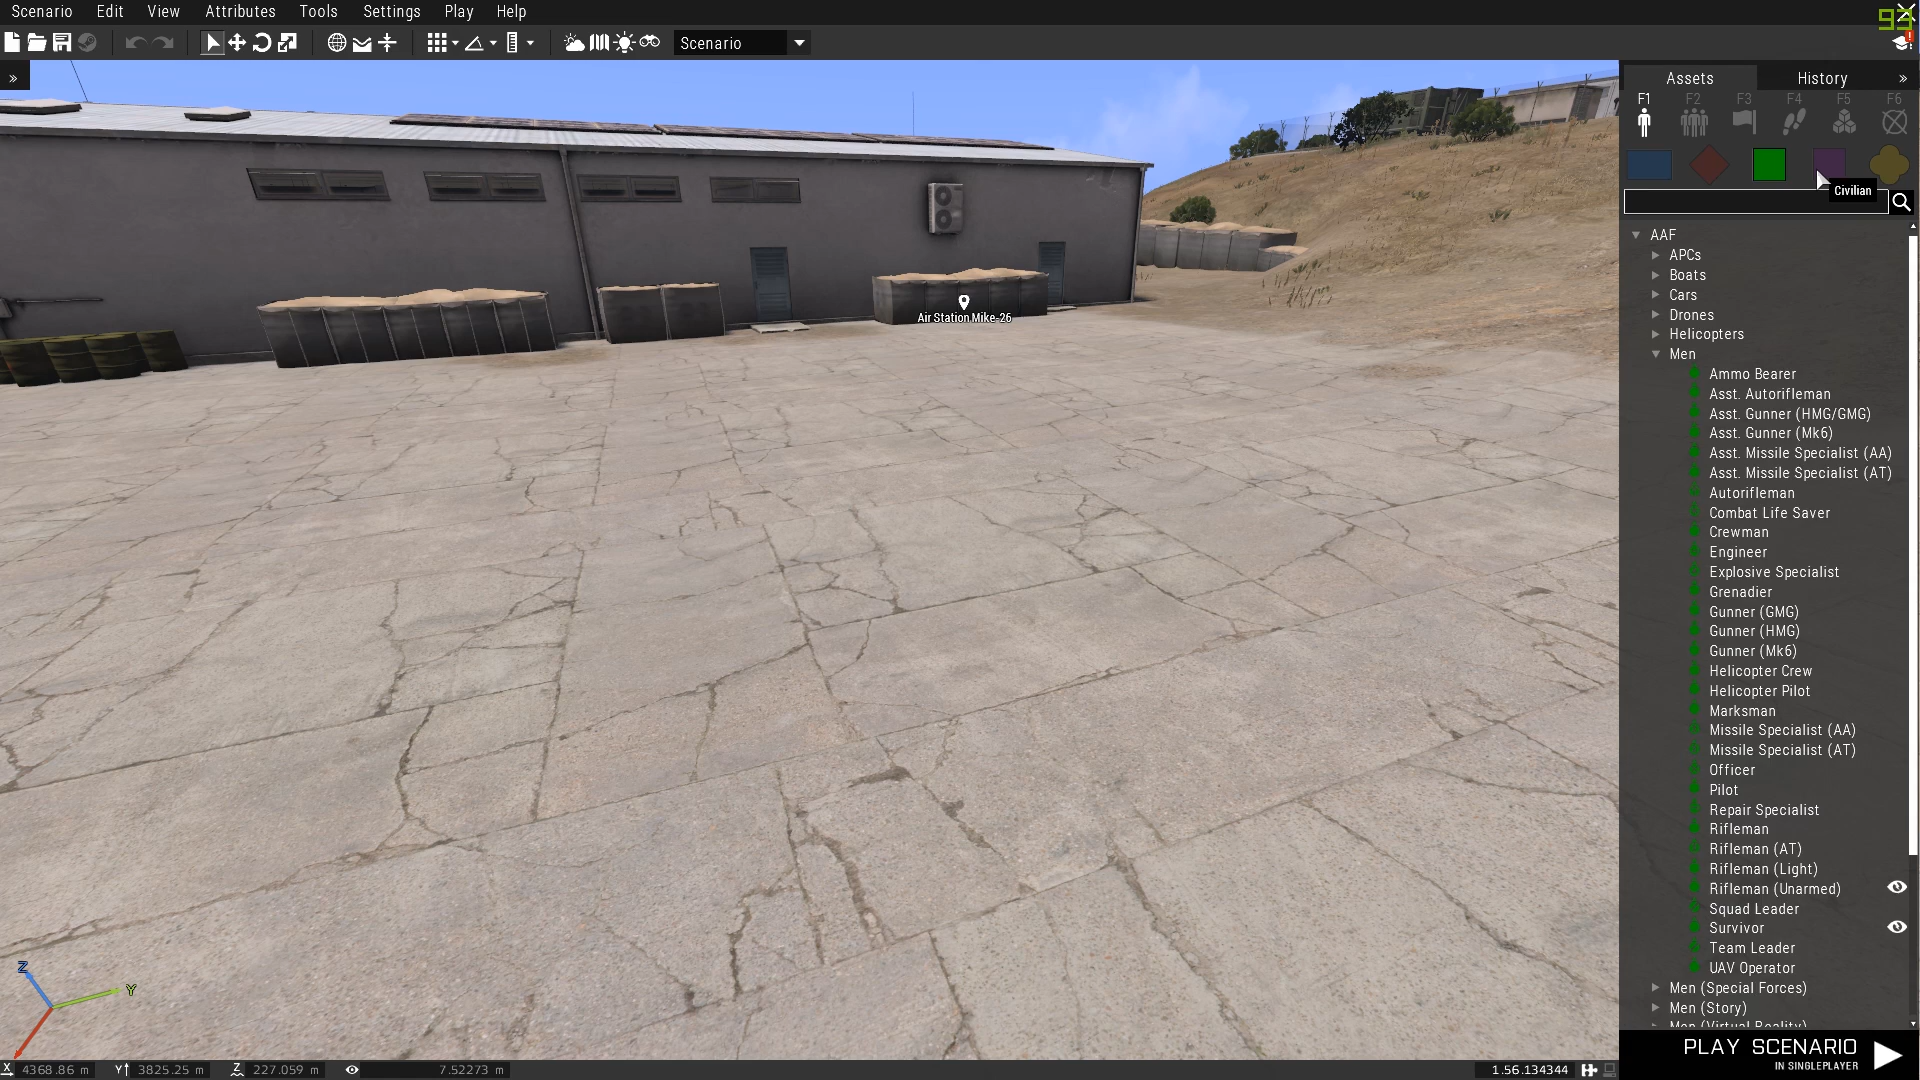 Scenario Edit View Attributes Tools Settings Play Help
93
Scenario
»
Assets History »
F1 F2 F3 F4 F5 F6
Civilian
AAF
APCs
Boats
Cars
Drones
Helicopters
Men
Ammo Bearer
Asst. Autorifleman
Asst. Gunner (HMG/GMG)
Asst. Gunner (Mk6)
Asst. Missile Specialist (AA)
Asst. Missile Specialist (AT)
Autorifleman
Combat Life Saver
Crewman
Engineer
Explosive Specialist
Grenadier
Gunner (GMG)
Gunner (HMG)
Gunner (Mk6)
Helicopter Crew
Helicopter Pilot
Marksman
Missile Specialist (AA)
Missile Specialist (AT)
Officer
Pilot
Repair Specialist
Rifleman
Rifleman (AT)
Rifleman (Light)
Rifleman (Unarmed)
Squad Leader
Survivor
Team Leader
UAV Operator
Men (Special Forces)
Men (Story)
Men (Virtual Reality)
Air Station Mike-26
Z
Y
X 4368.86 m Y 3825.25 m Z 227.059 m 7.52273 m
1.56.134344
PLAY SCENARIO
IN SINGLEPLAYER